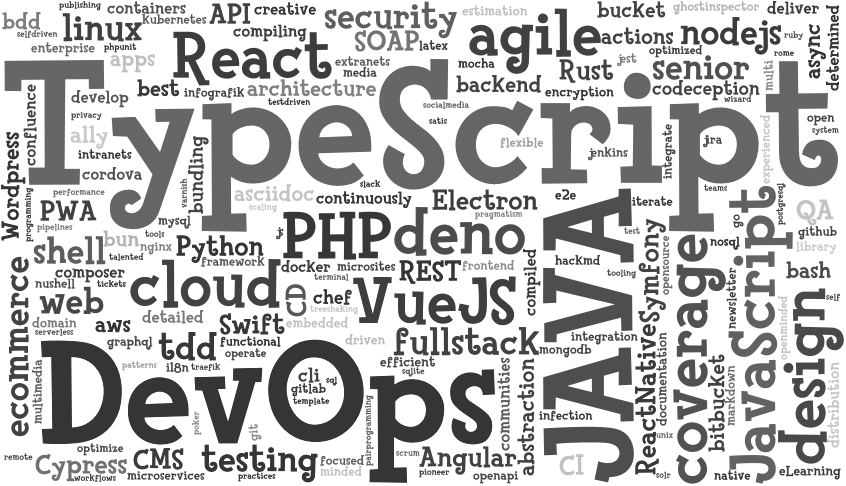 publishing
containers
API
creative
bdd
linux
kubernetes
security
estimation
bucket
ghostinspector
deliver
selfdriven
enterprise
phpunit
compiling
SOAP
latex
agile
actions
nodejs
ruby
async
determined
apps
React
extranets
media
mocha
Rust
jest
optimized
senior
rome
multi
best
infografik
architecture
testdriven
backend
encryption
codeception
wizard
TypeScript
develop
privacy
a11y
confluence
socialmedia
satis
open
system
intranets
cordova
bundling
flexible
jenkins
integrate
jira
experienced
Wordpress
performance
varnish
slack
teams
programming
PWA
pipelines
asciidoc
scaling
continuously
Electron
pragmatism
e2e
iterate
postgresql
QA
mysql
tools
js
PHP
deno
JAVA
test
go
github
library
shell
bun
talented
nginx
Python
framework
hackmd
Symfony
opensource
nosql
composer
nushell
tickets
cloud
docker
microsites
terminal
REST
frontend
compiled
tooling
bash
ecommerce
web
CD
chef
treeshaking
VueJS
newsletter
self
domain
serverless
aws
detailed
Swift
embedded
openminded
graphql
tdd
functional
operate
driven
fullstack
mongodb
integration
ReactNative
coverage
JavaScript
design
multimedia
DevOps
patterns
i18n
traefik
cli
sql
gitlab
template
efficient
sqlite
communities
abstraction
documentation
bitbucket
markdown
distribution
poker
git
pairprogramming
infection
unix
remote
optimize
Cypress
workflows
CMS
microservices
testing
practices
focused
minded
scrum
Angular
pioneer
openapi
CI
solr
native
eLearning